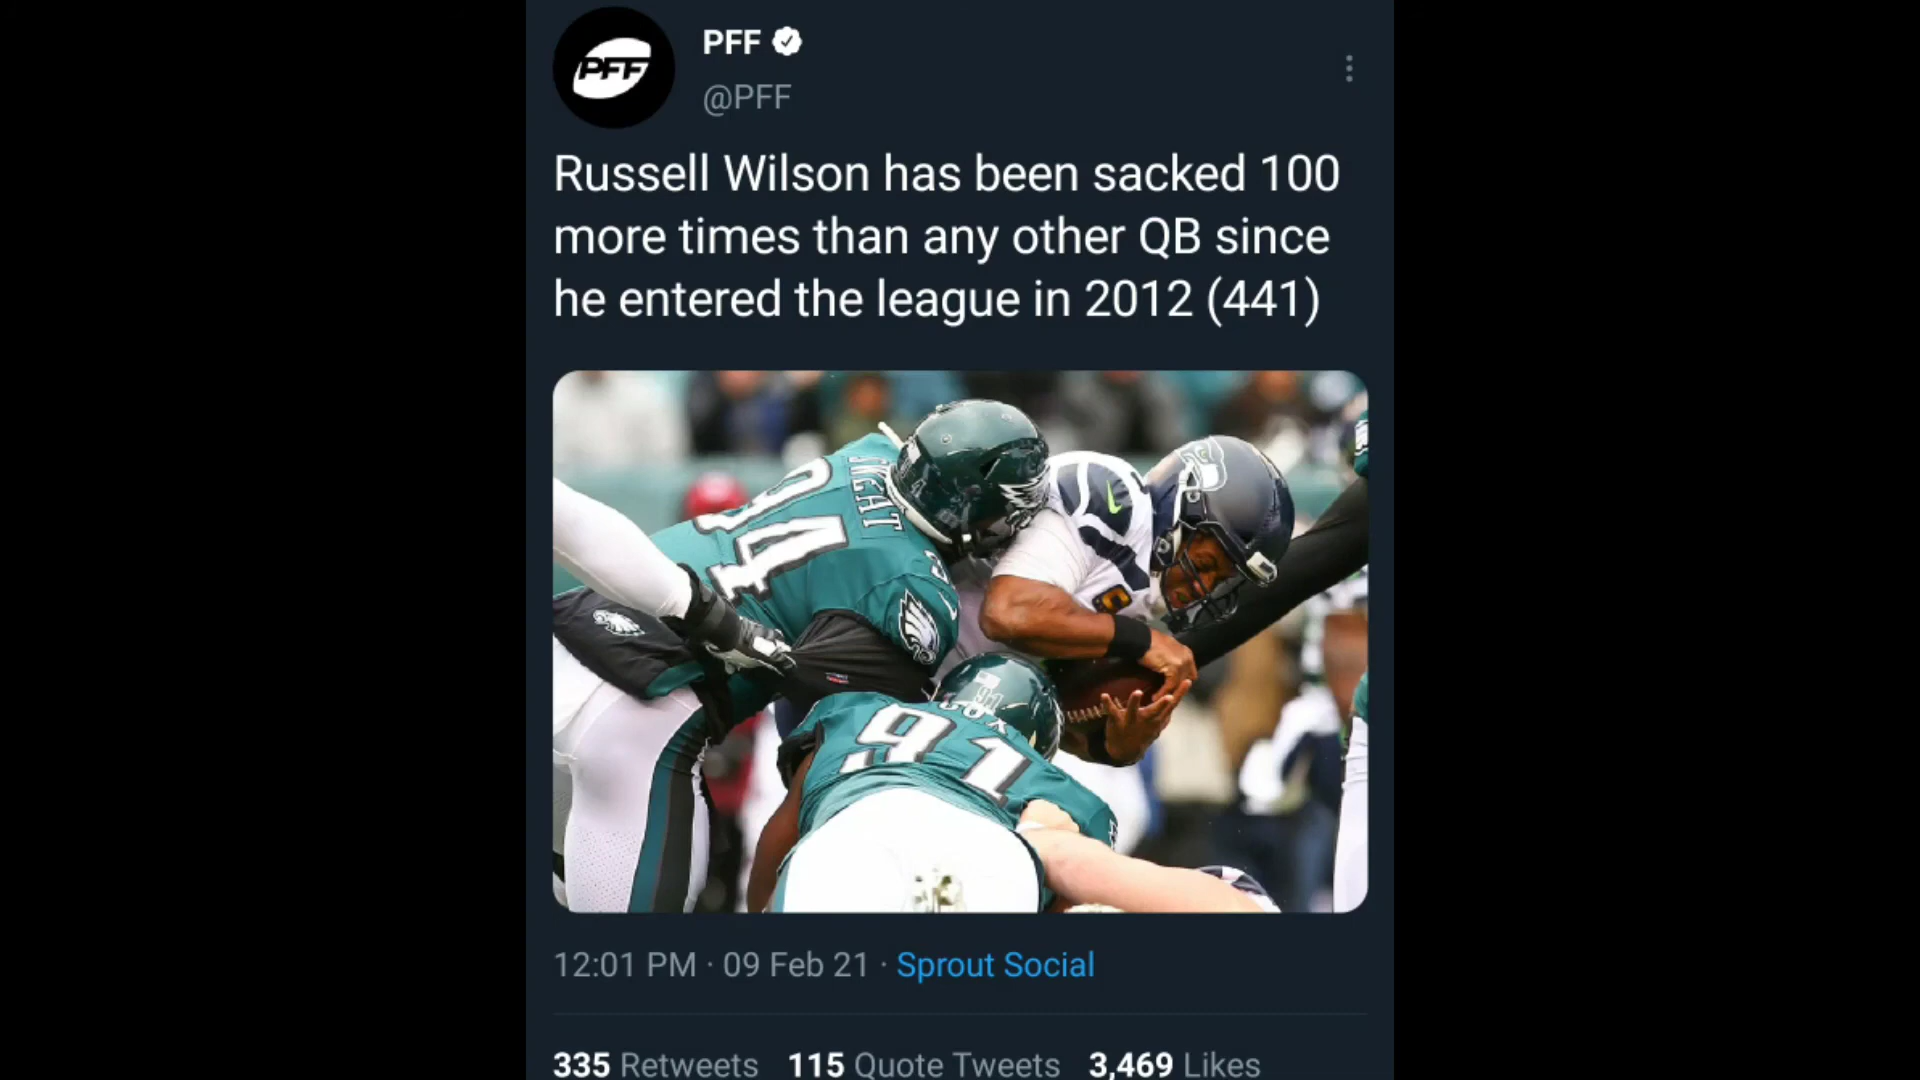 PFF
PFF
@PFF
Russell Wilson has been sacked 100
more times than any other QB since
he entered the league in 2012 (441)
94
91
COX
91
12:01 PM · 09 Feb 21 · Sprout Social
335 Retweets 115 Quote Tweets 3,469 Likes